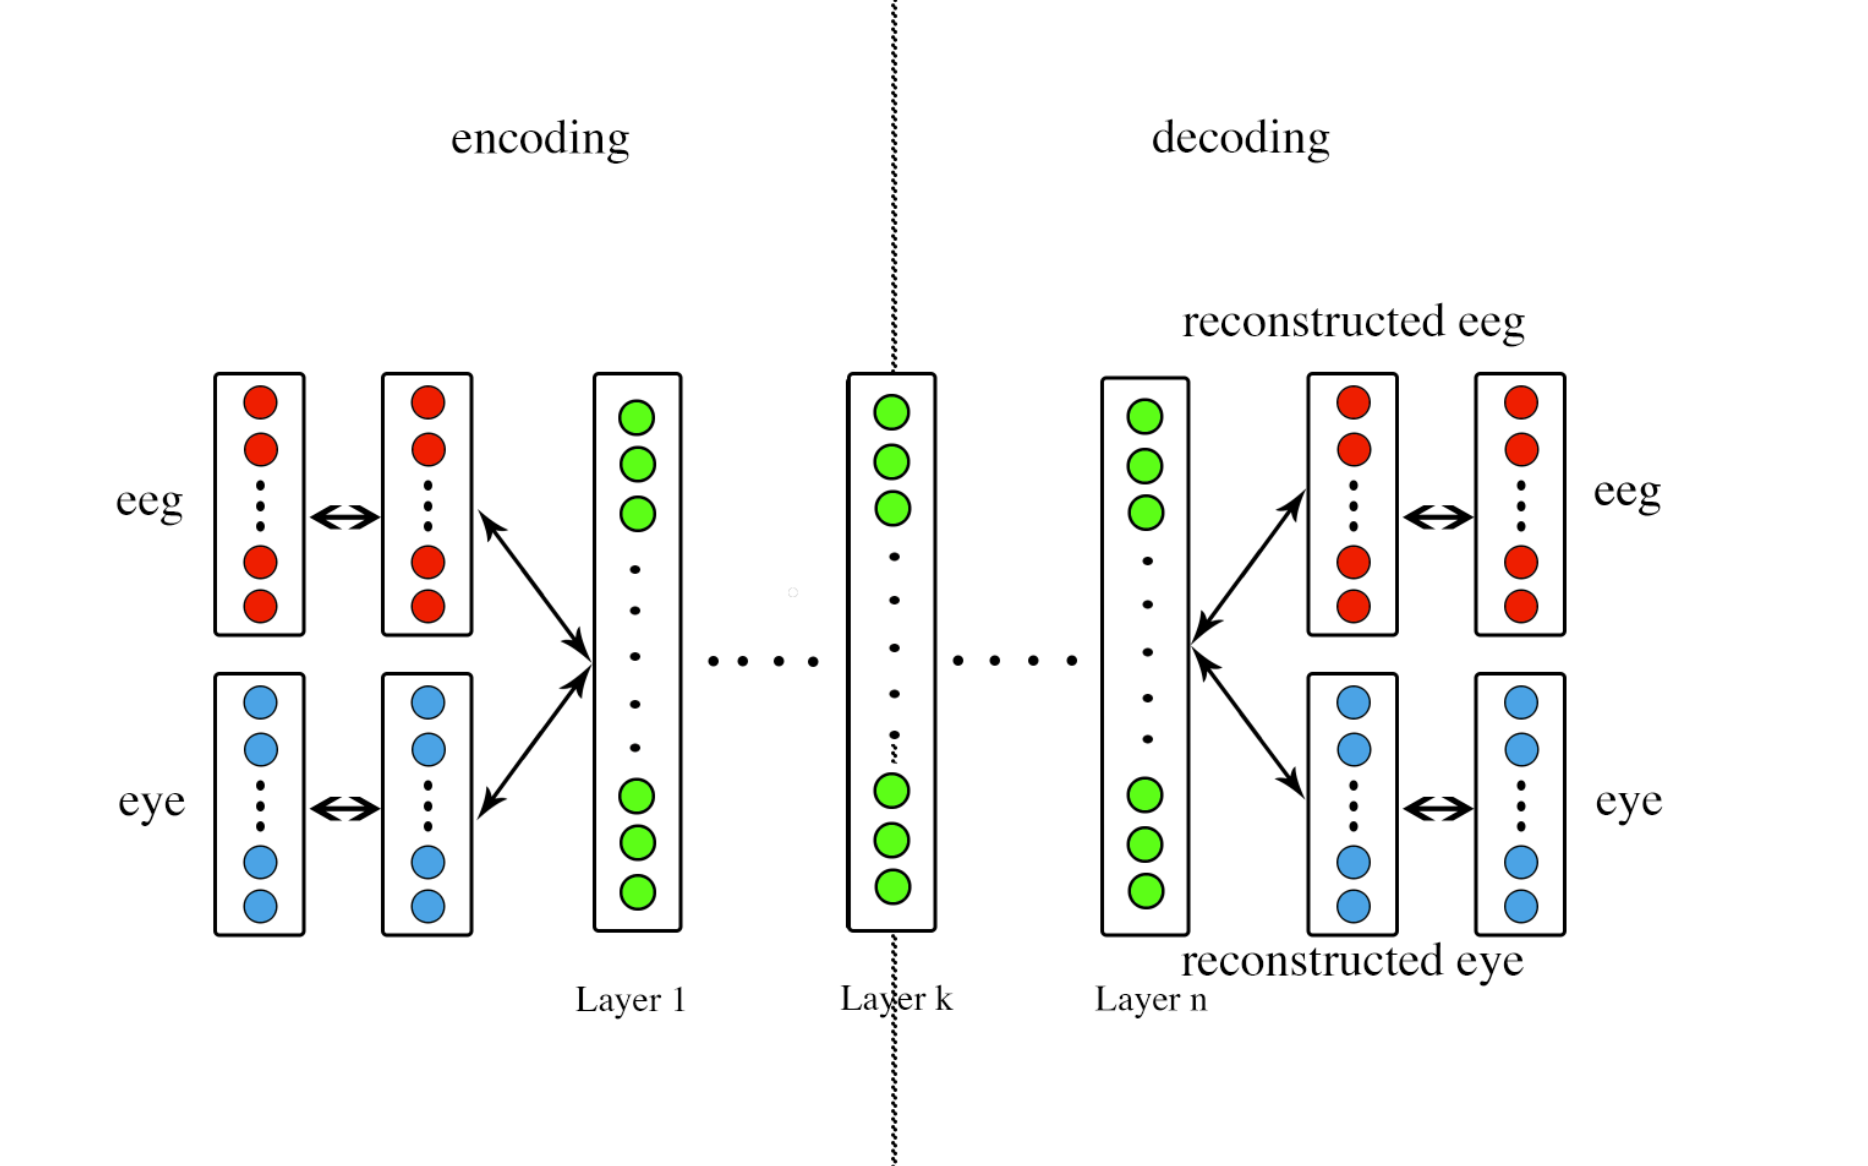 encoding
decoding
reconstructed eeg
eeg
eeg
eye
eye
reconstructed eye
Layer 1
Layer k
Layer n